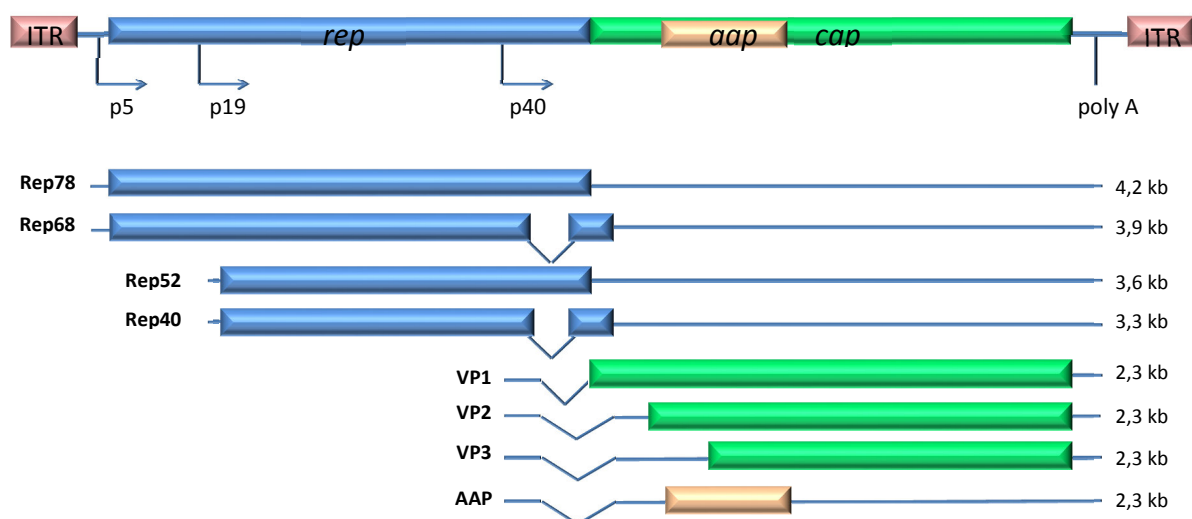 ITR rep aap cap ITR
p5 p19 p40 poly A
Rep78 4,2 kb
Rep68 3,9 kb
Rep52 3,6 kb
Rep40 3,3 kb
VP1 2,3 kb
VP2 2,3 kb
VP3 2,3 kb
AAP 2,3 kb